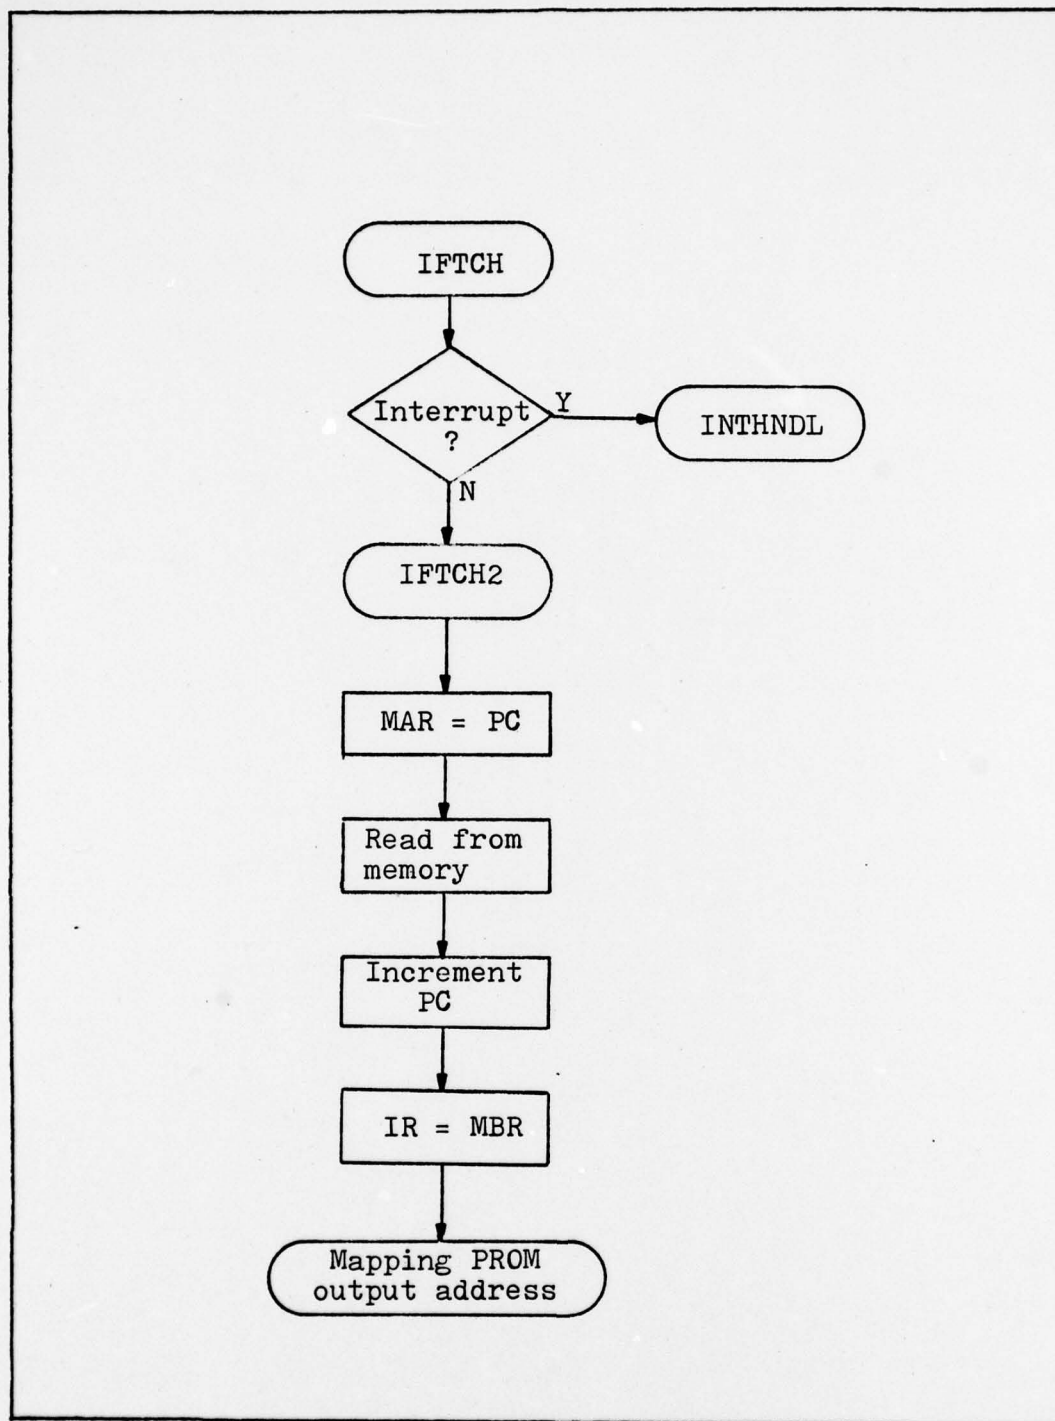 IFTCH
Interrupt
?
Y
INTHNDL
N
IFTCH2
MAR = PC
Read from
memory
Increment
PC
IR = MBR
Mapping PROM
output address